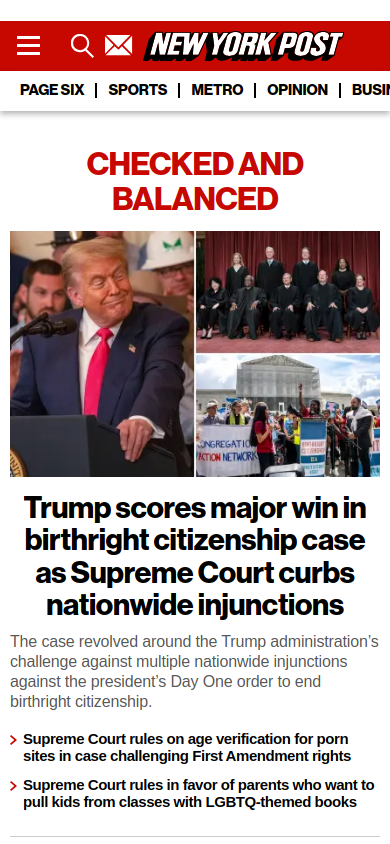 NEW YORK POST
PAGE SIX
SPORTS
METRO
OPINION
CHECKED AND
BALANCED
CONGREGATIO
ACTION NETWORK
Trump scores major win in
birthright citizenship case
as Supreme Court curbs
nationwide injunctions
The case revolved around the Trump administration's
challenge against multiple nationwide injunctions
against the president's Day One order to end
birthright citizenship.
Supreme Court rules on age verification for porn
sites in case challenging First Amendment rights
Supreme Court rules in favor of parents who want to
pull kids from classes with LGBTQ-themed books